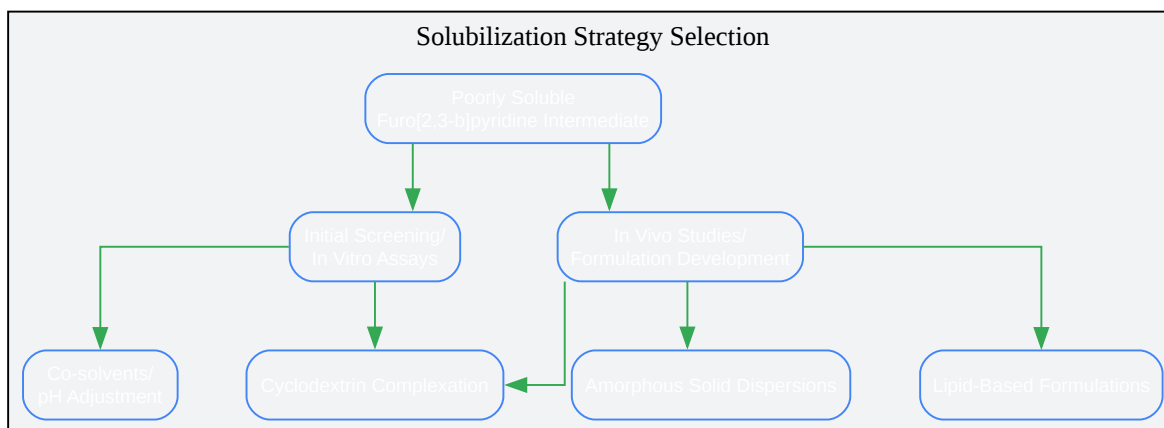 Solubilization Strategy Selection
Poorly Soluble
Furo[2,3-b]pyridine Intermediate
Initial Screening/
In Vitro Assays
In Vivo Studies/
Formulation Development
Co-solvents/
pH Adjustment
Cyclodextrin Complexation
Amorphous Solid Dispersions
Lipid-Based Formulations